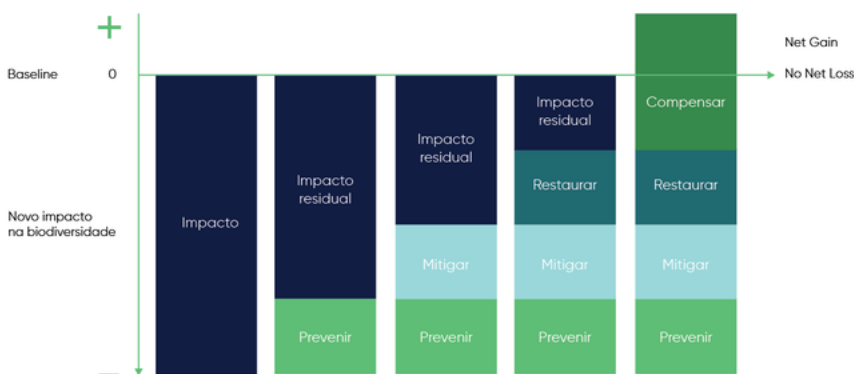 +
Net Gain
Baseline 0
No Net Loss
Impacto
residual
Compensar
Impacto
residual
Impacto
residual
Restaurar
Restaurar
Novo impacto
na biodiversidade
Impacto
Mitigar
Mitigar
Mitigar
Prevenir
Prevenir
Prevenir
Prevenir